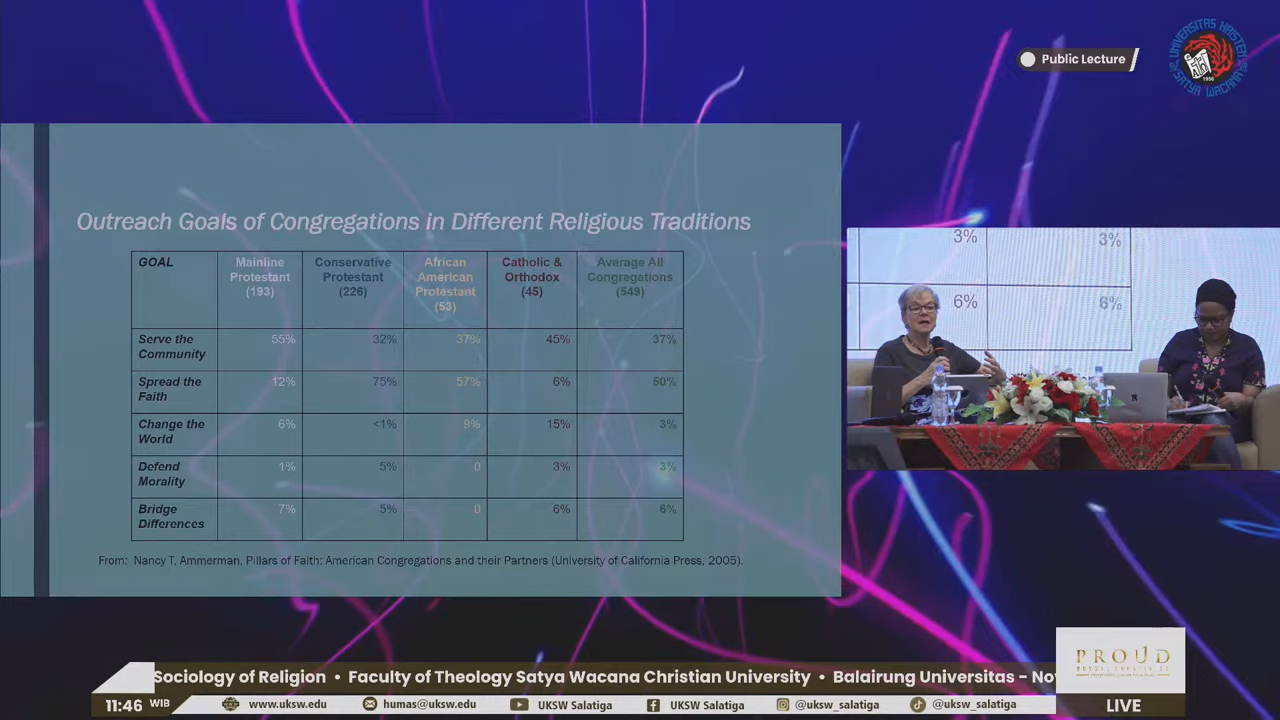 Public Lecture
UNIVERSITAS KRISTEN
SATYA WACANA
1956
Outreach Goals of Congregations in Different Religious Traditions
GOAL
Mainline
Protestant
(193)
Conservative
Protestant
(226)
African
American
Protestant
(53)
Catholic &
Orthodox
(45)
Average All
Congregations
(549)
Serve the
Community
55%
32%
37%
45%
37%
Spread the
Faith
12%
75%
57%
6%
50%
Change the
World
6%
<1%
9%
15%
3%
Defend
Morality
1%
5%
0
3%
3%
Bridge
Differences
7%
5%
0
6%
6%
From: Nancy T. Ammerman, Pillars of Faith: American Congregations and their Partners (University of California Press, 2005).
3%
3%
6%
6%
PROUD
Sociology of Religion • Faculty of Theology Satya Wacana Christian University • Balairung Universitas - No
11:46 WIB
www.uksw.edu
humas@uksw.edu
UKSW Salatiga
UKSW Salatiga
@uksw_salatiga
@uksw_salatiga
LIVE